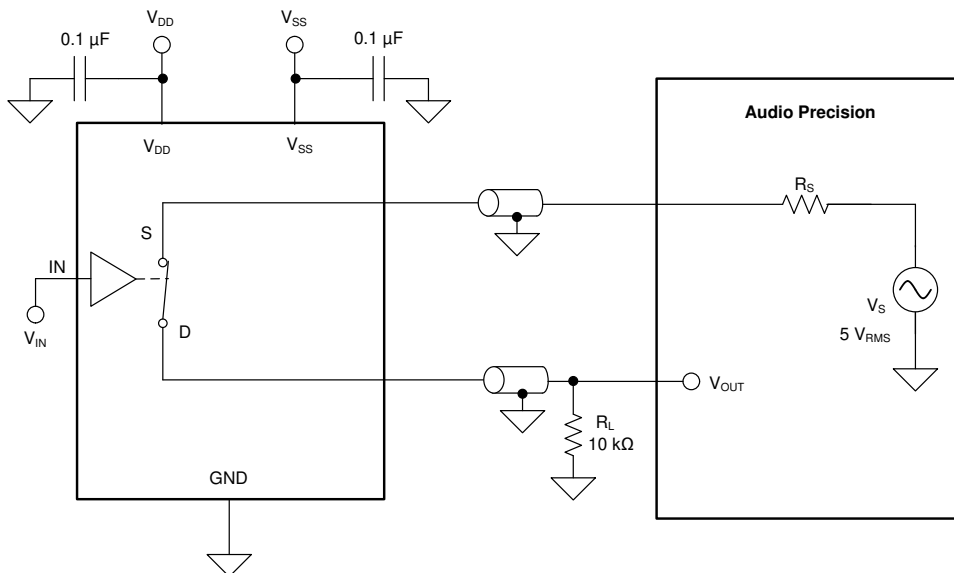 V_DD
V_SS
0.1 µF
0.1 µF
V_DD
V_SS
Audio Precision
R_S
S
IN
D
V_IN
V_S
5 V_RMS
V_OUT
R_L
10 kΩ
GND